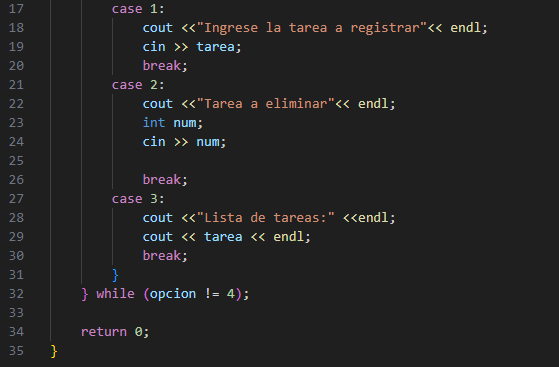 17 case 1:
18 cout <<"Ingrese la tarea a registrar"<< endl;
19 cin >> tarea;
20 break;
21 case 2:
22 cout <<"Tarea a eliminar"<< endl;
23 int num;
24 cin >> num;
25
26 break;
27 case 3:
28 cout <<"Lista de tareas:" <<endl;
29 cout << tarea << endl;
30 break;
31 }
32 } while (opcion != 4);
33
34 return 0;
35 }